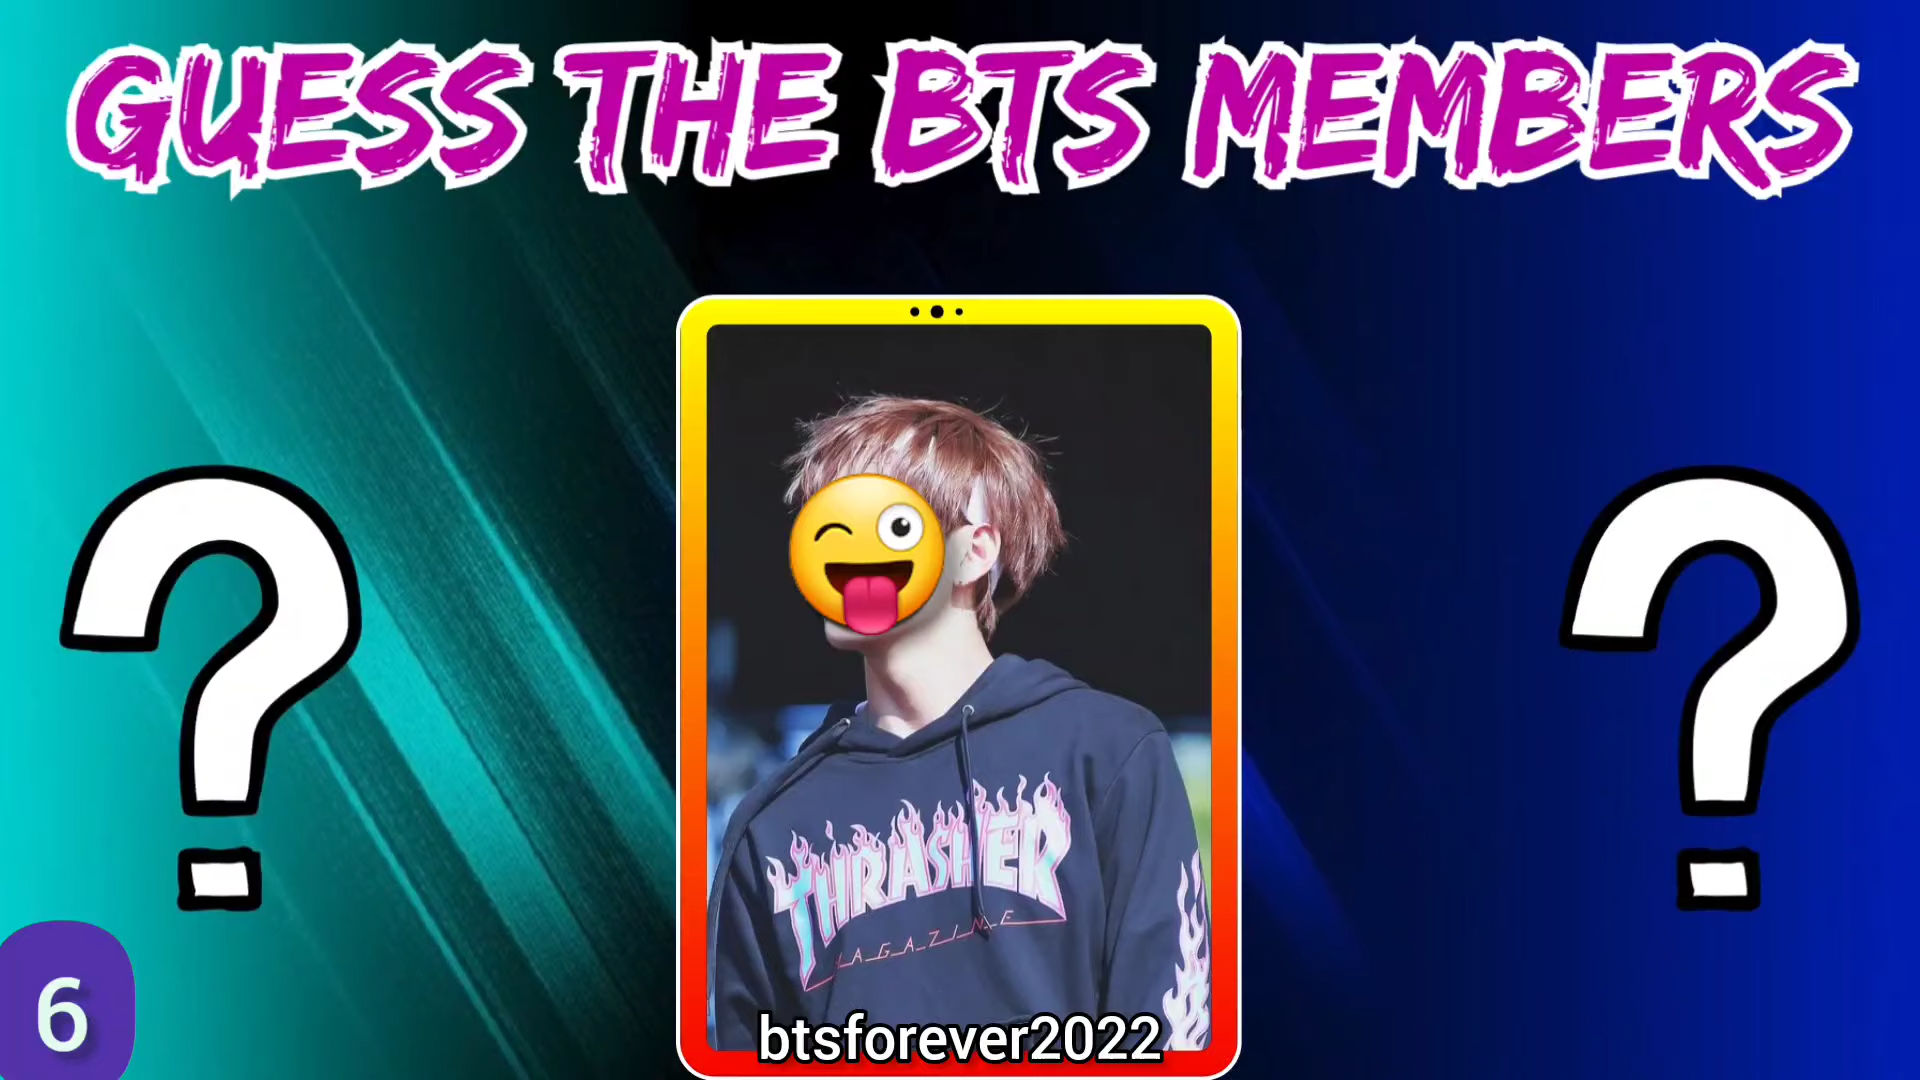 GUESS THE BTS MEMBERS
THRASHER
MAGAZINE
6
btsforever2022